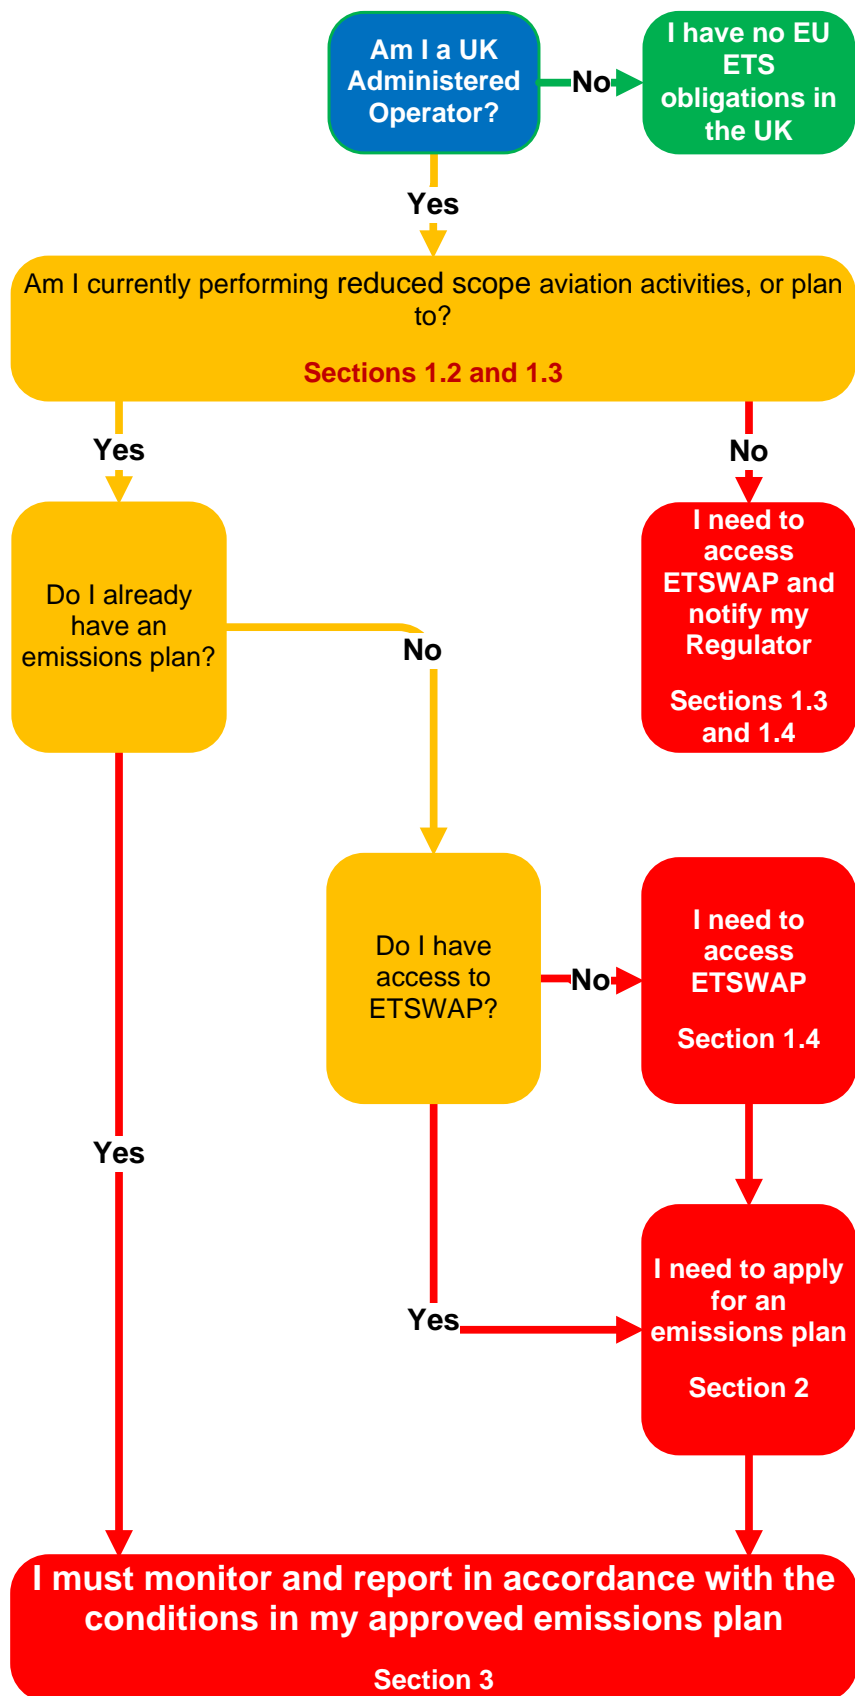 Am I a UK
Administered
Operator?
No
I have no EU
ETS
obligations in
the UK
Yes
Am I currently performing reduced scope aviation activities, or plan
to?
Sections 1.2 and 1.3
Yes
No
Do I already
have an
emissions plan?
No
I need to
access
ETSWAP and
notify my
Regulator
Sections 1.3
and 1.4
Do I have
access to
ETSWAP?
No
I need to
access
ETSWAP
Section 1.4
Yes
Yes
I need to apply
for an
emissions plan
Section 2
I must monitor and report in accordance with the
conditions in my approved emissions plan
Section 3